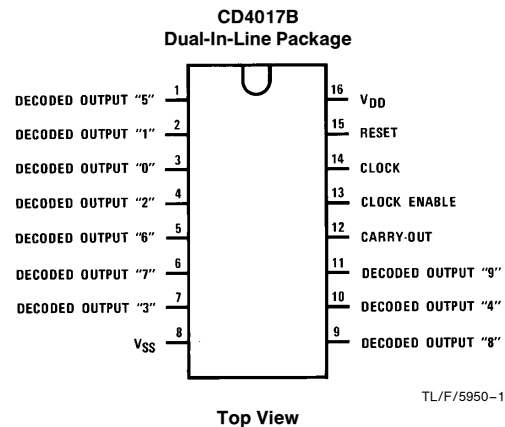 CD4017B
Dual-In-Line Package
DECODED OUTPUT “5” 1
DECODED OUTPUT “1” 2
DECODED OUTPUT “0” 3
DECODED OUTPUT “2” 4
DECODED OUTPUT “6” 5
DECODED OUTPUT “7” 6
DECODED OUTPUT “3” 7
VSS 8
16 VDD
15 RESET
14 CLOCK
13 CLOCK ENABLE
12 CARRY-OUT
11 DECODED OUTPUT “9”
10 DECODED OUTPUT “4”
9 DECODED OUTPUT “8”
TL/F/5950–1
Top View